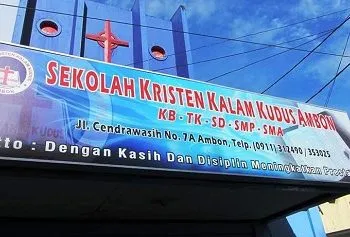 SEKOLAH KRISTEN KALAM KUDUS AMBON
KB - TK - SD - SMP - SMA
Jl. Cendrawasih No. 7A Ambon, Telp. (0911) 312490 / 353025
tto : Dengan Kasih Dan Disiplin Meningkatkan